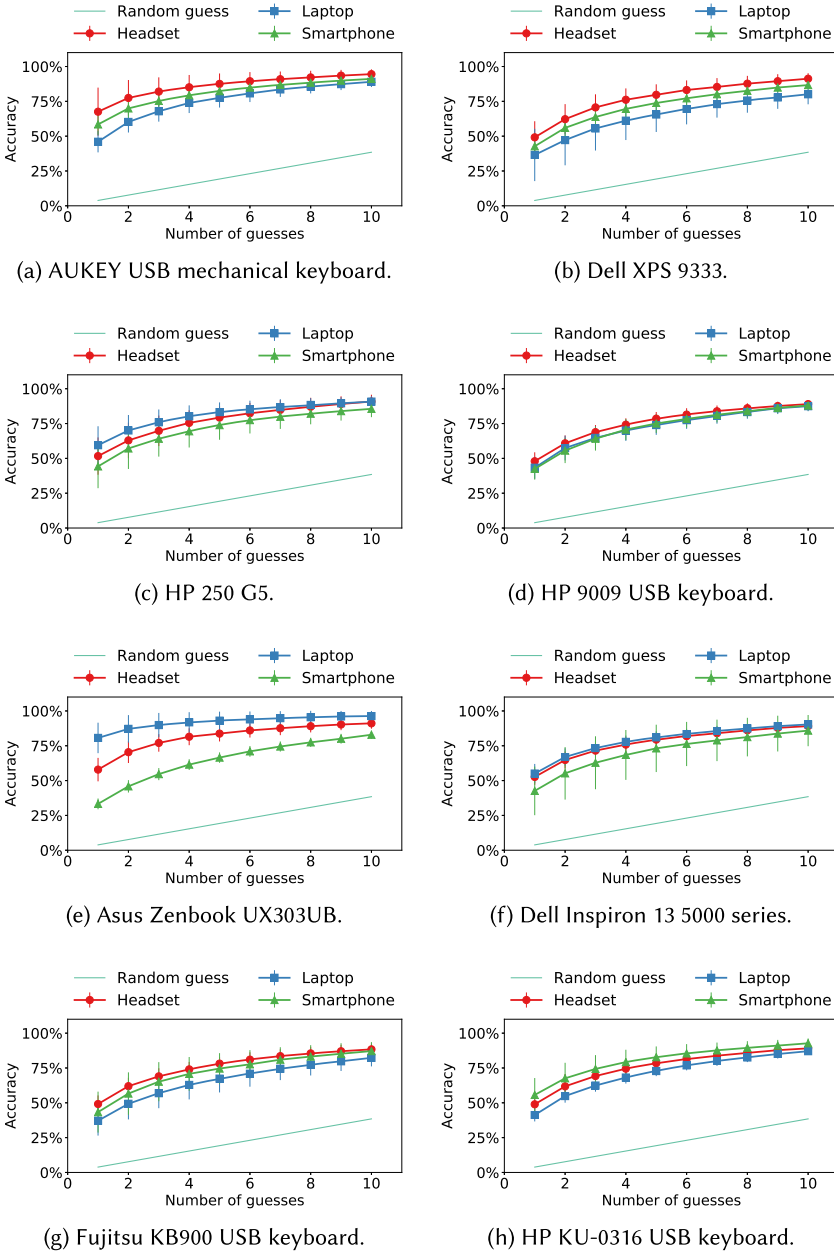 Random guess Laptop
Headset Smartphone
100%
75%
50%
25%
0%
Accuracy
0 2 4 6 8 10
Number of guesses
(a) AUKEY USB mechanical keyboard.
Random guess Laptop
Headset Smartphone
100%
75%
50%
25%
0%
Accuracy
0 2 4 6 8 10
Number of guesses
(b) Dell XPS 9333.
Random guess Laptop
Headset Smartphone
100%
75%
50%
25%
0%
Accuracy
0 2 4 6 8 10
Number of guesses
(c) HP 250 G5.
Random guess Laptop
Headset Smartphone
100%
75%
50%
25%
0%
Accuracy
0 2 4 6 8 10
Number of guesses
(d) HP 9009 USB keyboard.
Random guess Laptop
Headset Smartphone
100%
75%
50%
25%
0%
Accuracy
0 2 4 6 8 10
Number of guesses
(e) Asus Zenbook UX303UB.
Random guess Laptop
Headset Smartphone
100%
75%
50%
25%
0%
Accuracy
0 2 4 6 8 10
Number of guesses
(f) Dell Inspiron 13 5000 series.
Random guess Laptop
Headset Smartphone
100%
75%
50%
25%
0%
Accuracy
0 2 4 6 8 10
Number of guesses
(g) Fujitsu KB900 USB keyboard.
Random guess Laptop
Headset Smartphone
100%
75%
50%
25%
0%
Accuracy
0 2 4 6 8 10
Number of guesses
(h) HP KU-0316 USB keyboard.